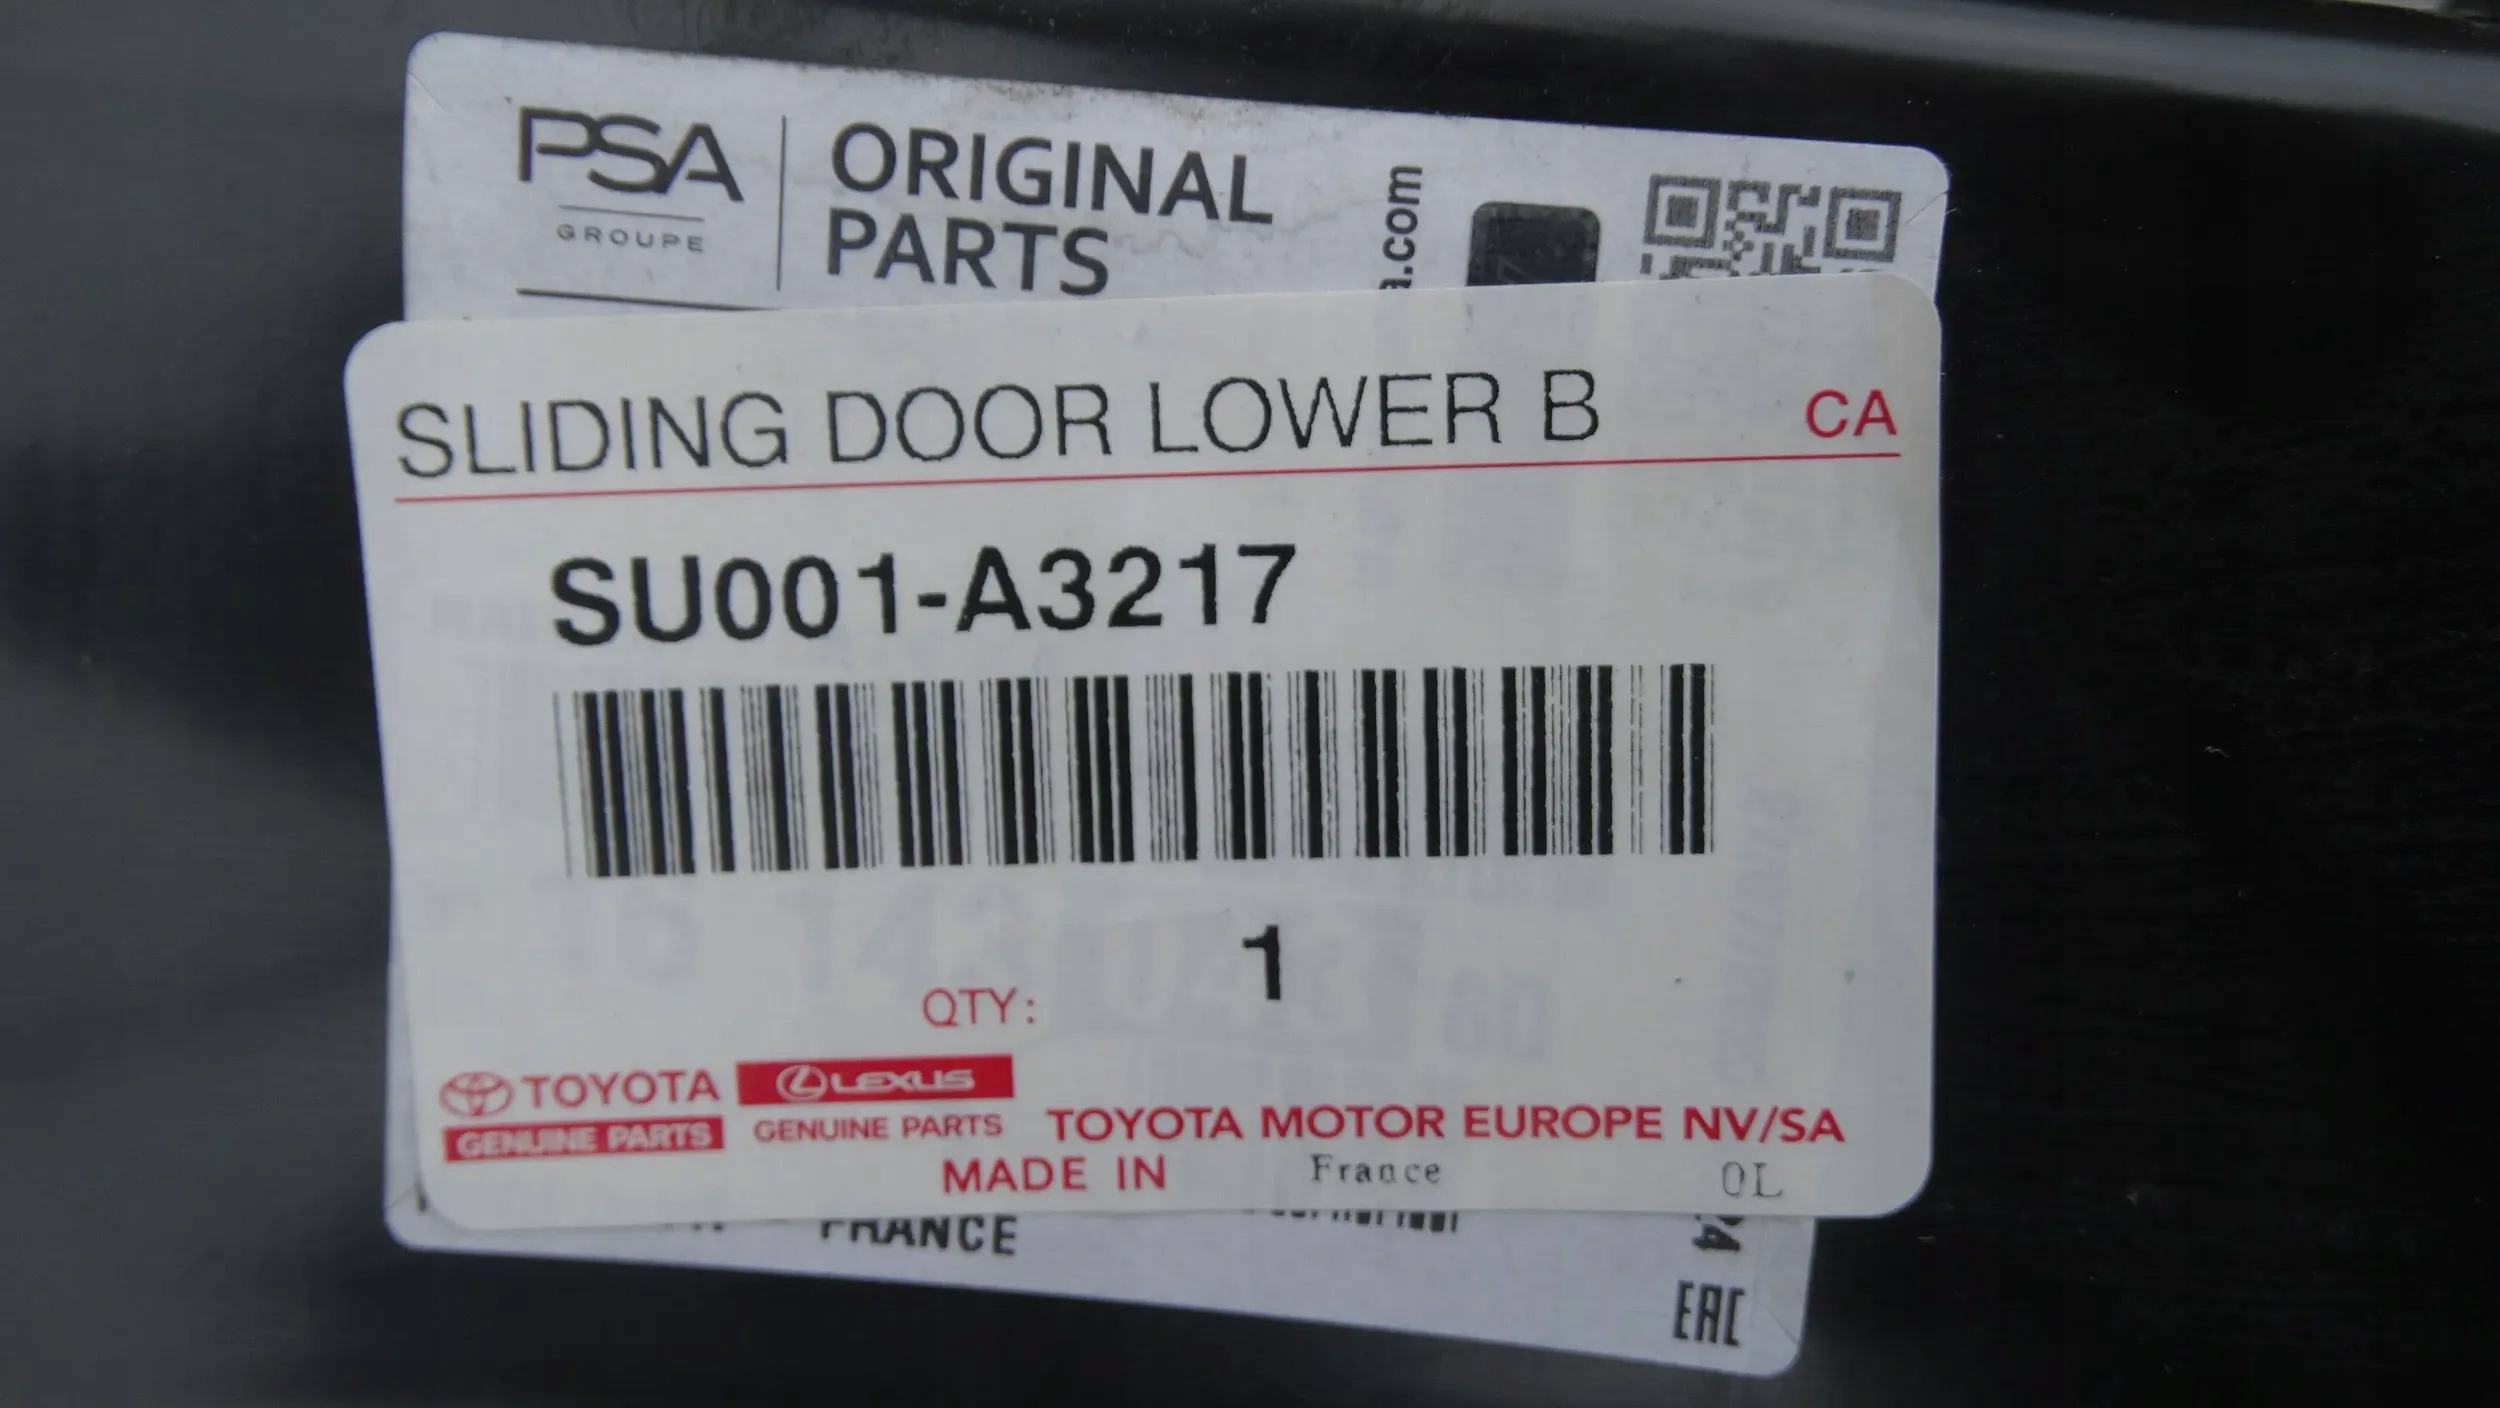 PSA
GROUPE
ORIGINAL
PARTS
a.com
SLIDING DOOR LOWER B
CA
SU001-A3217
1
QTY:
TOYOTA
GENUINE PARTS
LEXUS
GENUINE PARTS
TOYOTA MOTOR EUROPE NV/SA
MADE IN France 0L
FRANCE
EAC